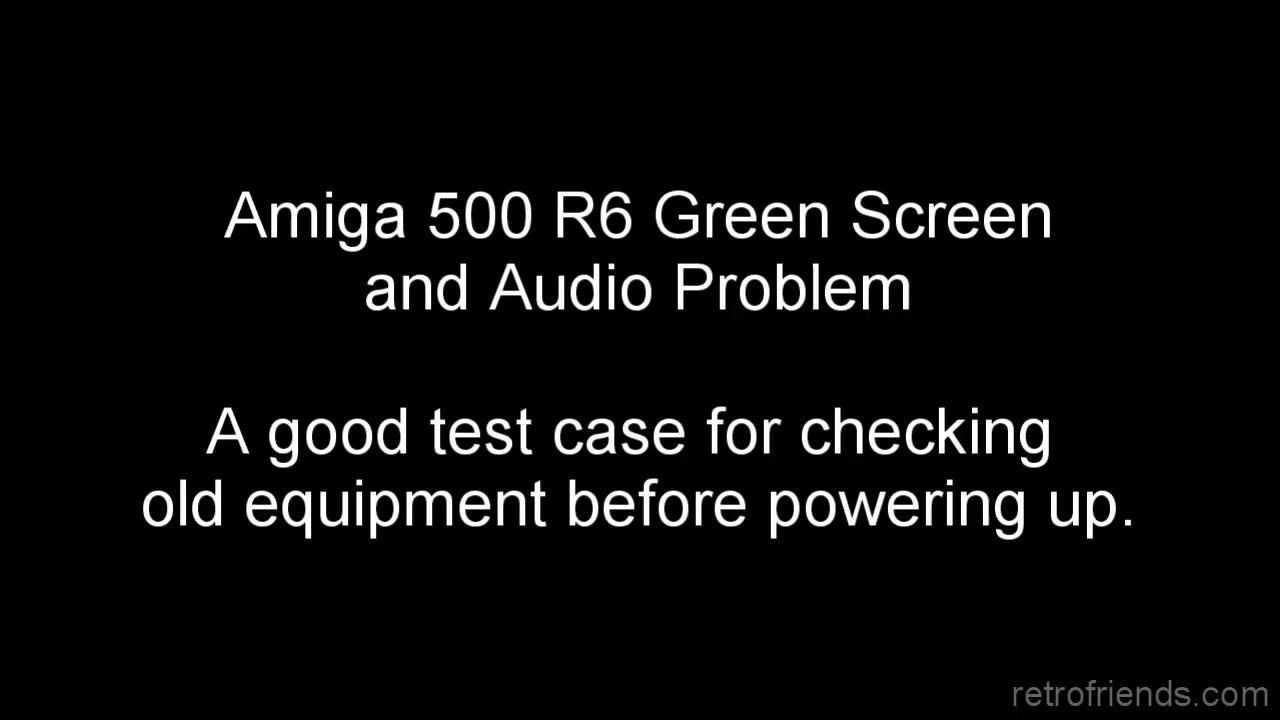 Amiga 500 R6 Green Screen
and Audio Problem
A good test case for checking
old equipment before powering up.
retrofriends.com